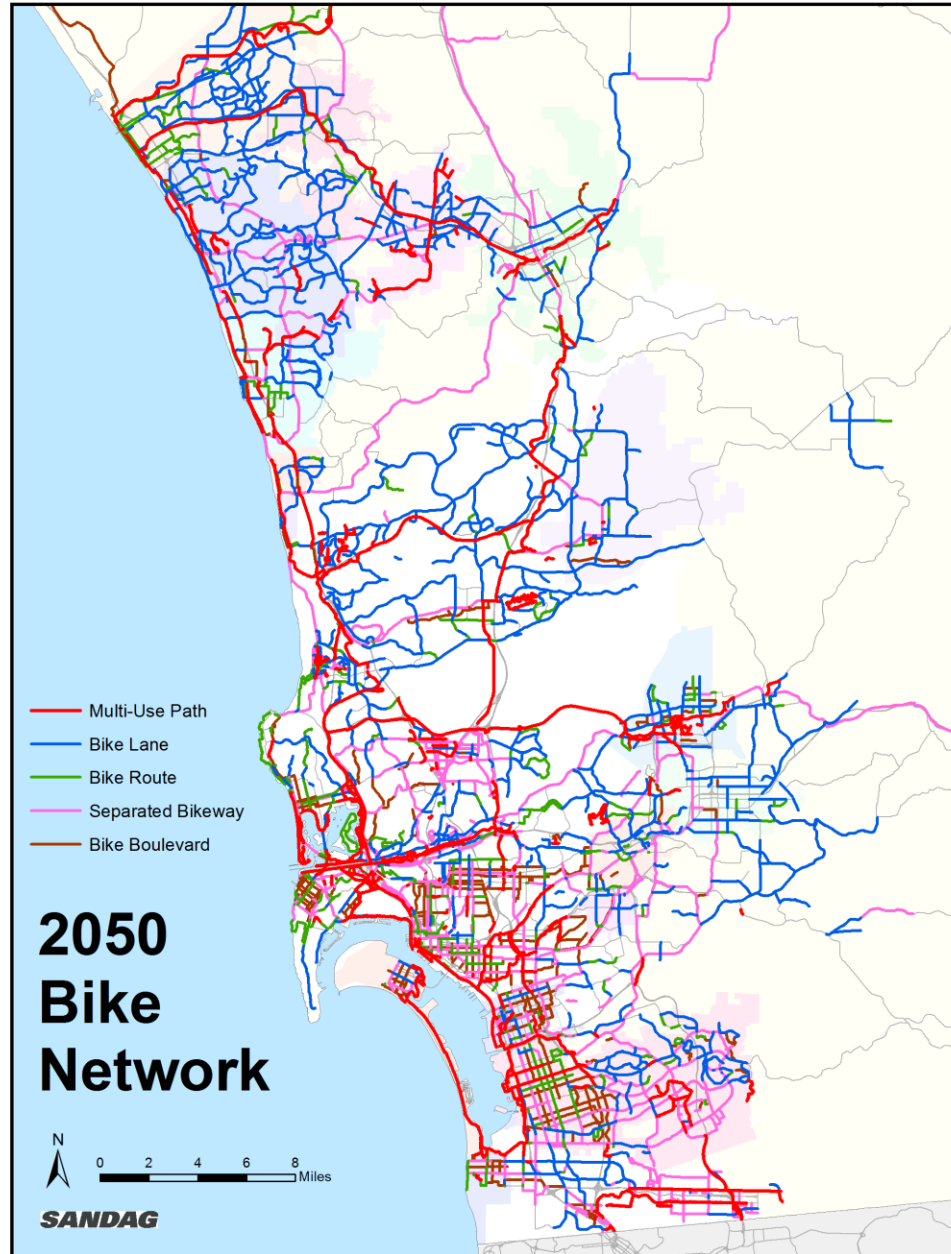 Multi-Use Path
Bike Lane
Bike Route
Separated Bikeway
Bike Boulevard
2050
Bike
Network
N
0 2 4 6 8
Miles
SANDAG